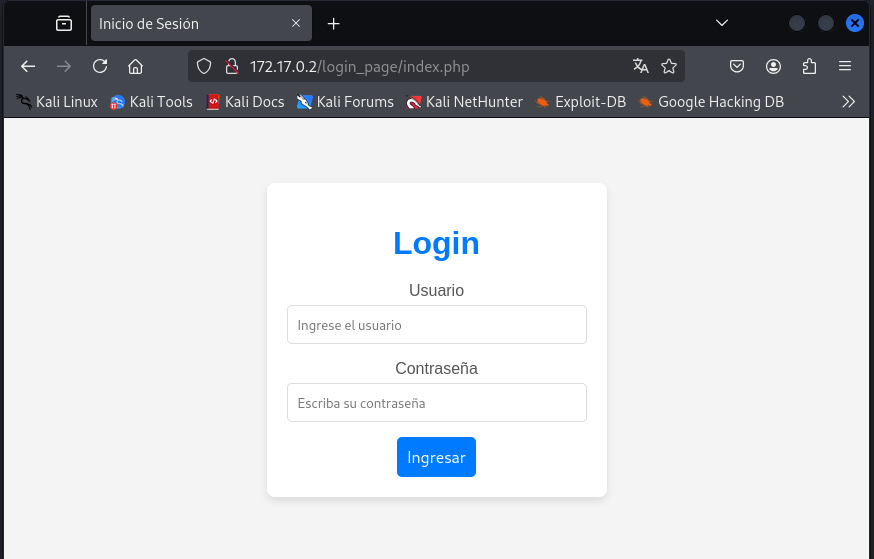 Inicio de Sesión
172.17.0.2/login_page/index.php
Kali Linux Kali Tools Kali Docs Kali Forums Kali NetHunter Exploit-DB Google Hacking DB
Login
Usuario
Ingrese el usuario
Contraseña
Escriba su contraseña
Ingresar